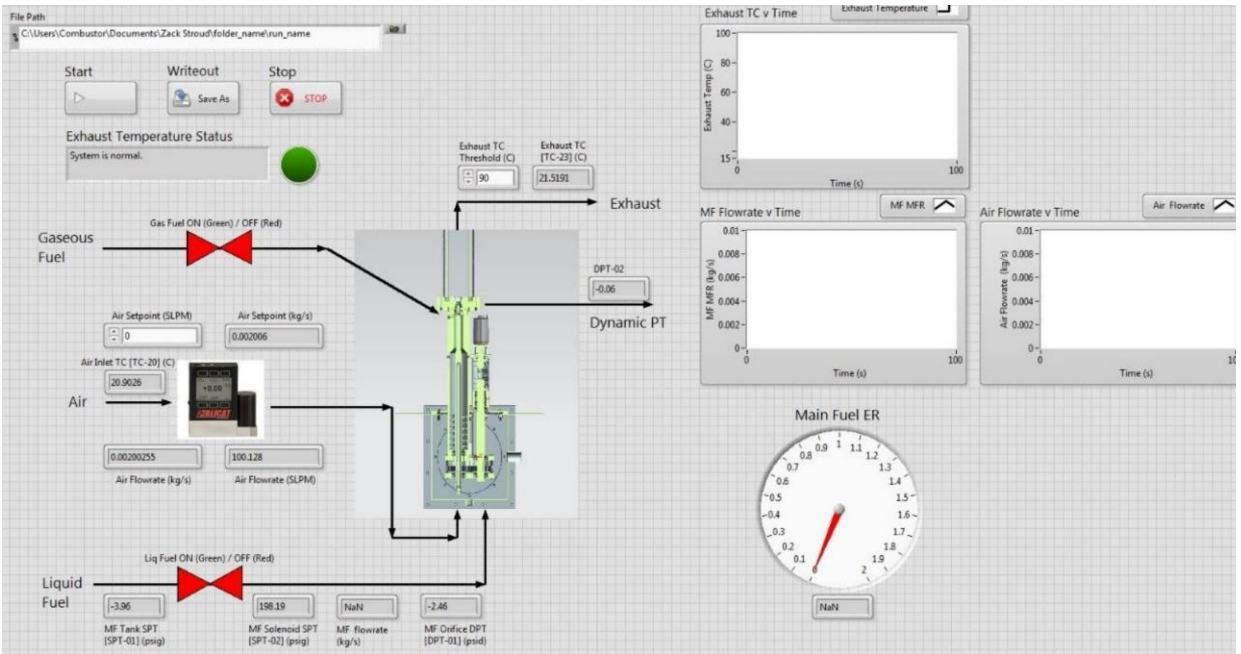 File Path
C:\Users\Combustor\Documents\Zack Stroud\folder_name\run_name
Start
Writeout
Stop
Save As
STOP
Exhaust Temperature Status
System is normal.
Exhaust TC
Threshold (C)
90
Exhaust TC
[TC-23] (C)
21.5191
Exhaust
Gas Fuel ON (Green) / OFF (Red)
Gaseous
Fuel
DPT-02
-0.06
Dynamic PT
Air Setpoint (SLPM)
0
Air Setpoint (kg/s)
0.002006
Air Inlet TC [TC-20] (C)
20.9026
Air
+0.00
ALICAT
0.00200255
Air Flowrate (kg/s)
100.128
Air Flowrate (SLPM)
Liq Fuel ON (Green) / OFF (Red)
Liquid
Fuel
-3.96
MF Tank SPT
[SPT-01] (psig)
198.19
MF Solenoid SPT
[SPT-02] (psig)
NaN
MF flowrate
(kg/s)
-2.46
MF Orifice DPT
[DPT-01] (psid)
Exhaust TC v Time
Exhaust Temperature
Exhaust Temp (C)
100
80
60
40
15
0
100
Time (s)
MF Flowrate v Time
MF MFR
MF MFR (kg/s)
0.01
0.008
0.006
0.004
0.002
0
0
100
Time (s)
Air Flowrate v Time
Air Flowrate
Air Flowrate (kg/s)
0.01
0.008
0.006
0.004
0.002
0
0
Time (s)
Main Fuel ER
0
0.1
0.2
0.3
0.4
0.5
0.6
0.7
0.8
0.9
1
1.1
1.2
1.3
1.4
1.5
1.6
1.7
1.8
1.9
2
NaN